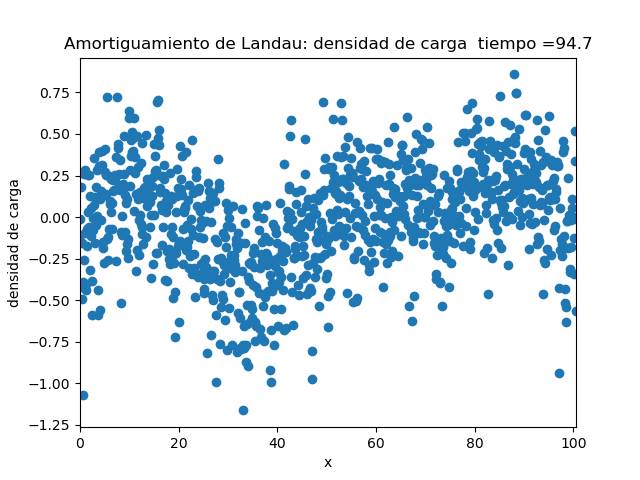 Amortiguamiento de Landau: densidad de carga  tiempo =94.7
densidad de carga
0.75
0.50
0.25
0.00
−0.25
−0.50
−0.75
−1.00
−1.25
0 20 40 60 80 100
x